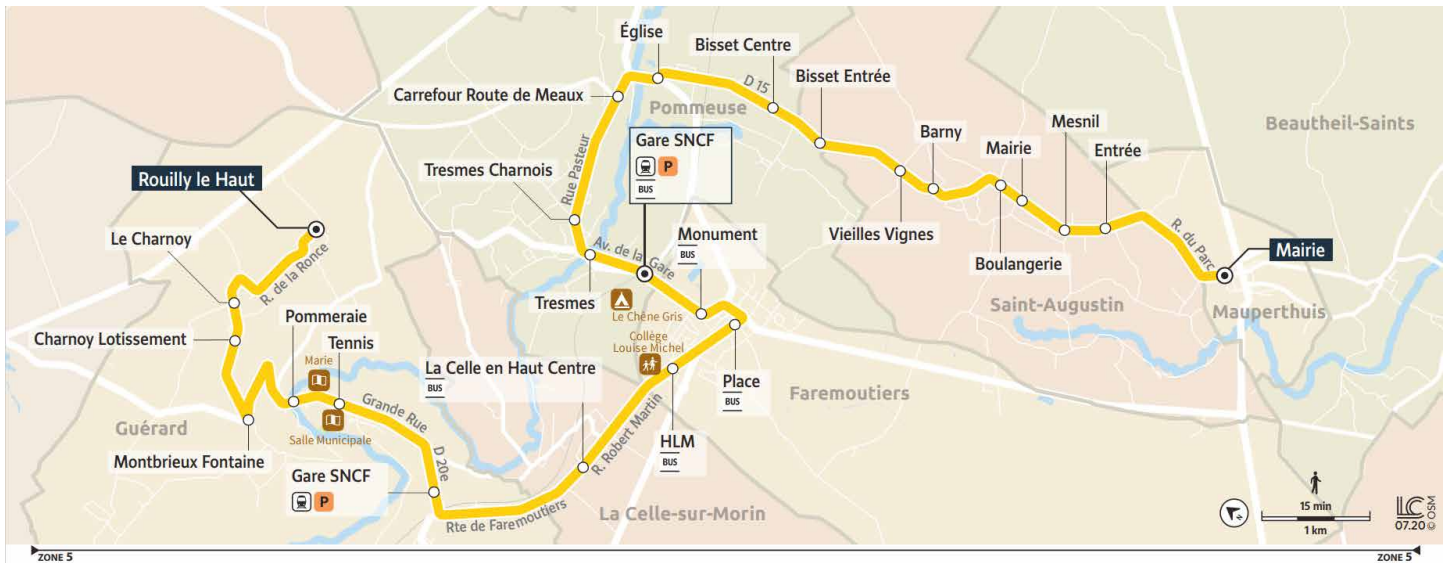 Église
Bisset Centre
Bisset Entrée
D 15
Carrefour Route de Meaux
Pommeuse
Beautheil-Saints
Gare SNCF
P
BUS
Barny
Mairie
Mesnil
Entrée
Rue Pasteur
Tresmes Charnois
Rouilly le Haut
Le Charnoy
R. de la Ronce
Av. de la Gare
Monument
BUS
Vieilles Vignes
Boulangerie
R. du Parc
Mairie
Tresmes
Le Chêne Gris
Saint-Augustin
Mauperthuis
Charnoy Lotissement
Pommeraie
Tennis
Marie
Collège
Louise Michel
La Celle en Haut Centre
BUS
Place
BUS
Faremoutiers
Guérard
Grande Rue
Salle Municipale
Montbrieux Fontaine
R. Robert Martin
HLM
BUS
Gare SNCF
P
D 20e
Rte de Faremoutiers
La Celle-sur-Morin
15 min
1 km
LC
07.20 © OSM
ZONE 5
ZONE 5